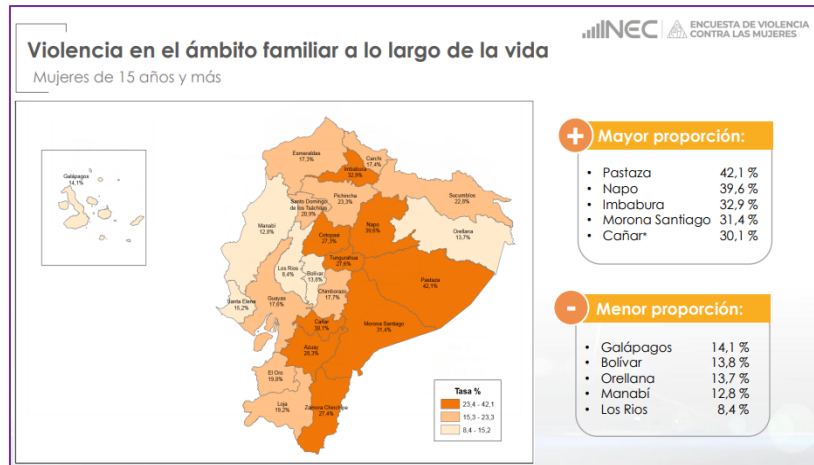 Violencia en el ámbito familiar a lo largo de la vida
Mujeres de 15 años y más
INEC
ENCUESTA DE VIOLENCIA
CONTRA LAS MUJERES
Galápagos
14,1%
Esmeraldas
17,3%
Carchi
17,4%
Imbabura
32,9%
Sucumbíos
22,8%
Pichincha
23,3%
Santo Domingo
de los Tsáchilas
20,9%
Napo
39,6%
Orellana
13,7%
Manabí
12,8%
Cotopaxi
27,3%
Tungurahua
27,6%
Los Ríos
8,4%
Bolívar
13,8%
Pastaza
42,1%
Chimborazo
17,7%
Guayas
17,6%
Santa Elena
15,2%
Cañar
30,1%
Morona Santiago
31,4%
Azuay
El Oro
19,8%
Loja
19,2%
Zamora Chinchipe
27,4%
Tasa %
23,4 - 42,1
15,3 - 23,3
8,4 - 15,2
+ Mayor proporción:
• Pastaza 42,1 %
• Napo 39,6 %
• Imbabura 32,9 %
• Morona Santiago 31,4 %
• Cañar* 30,1 %
- Menor proporción:
• Galápagos 14,1 %
• Bolívar 13,8 %
• Orellana 13,7 %
• Manabí 12,8 %
• Los Rios 8,4 %